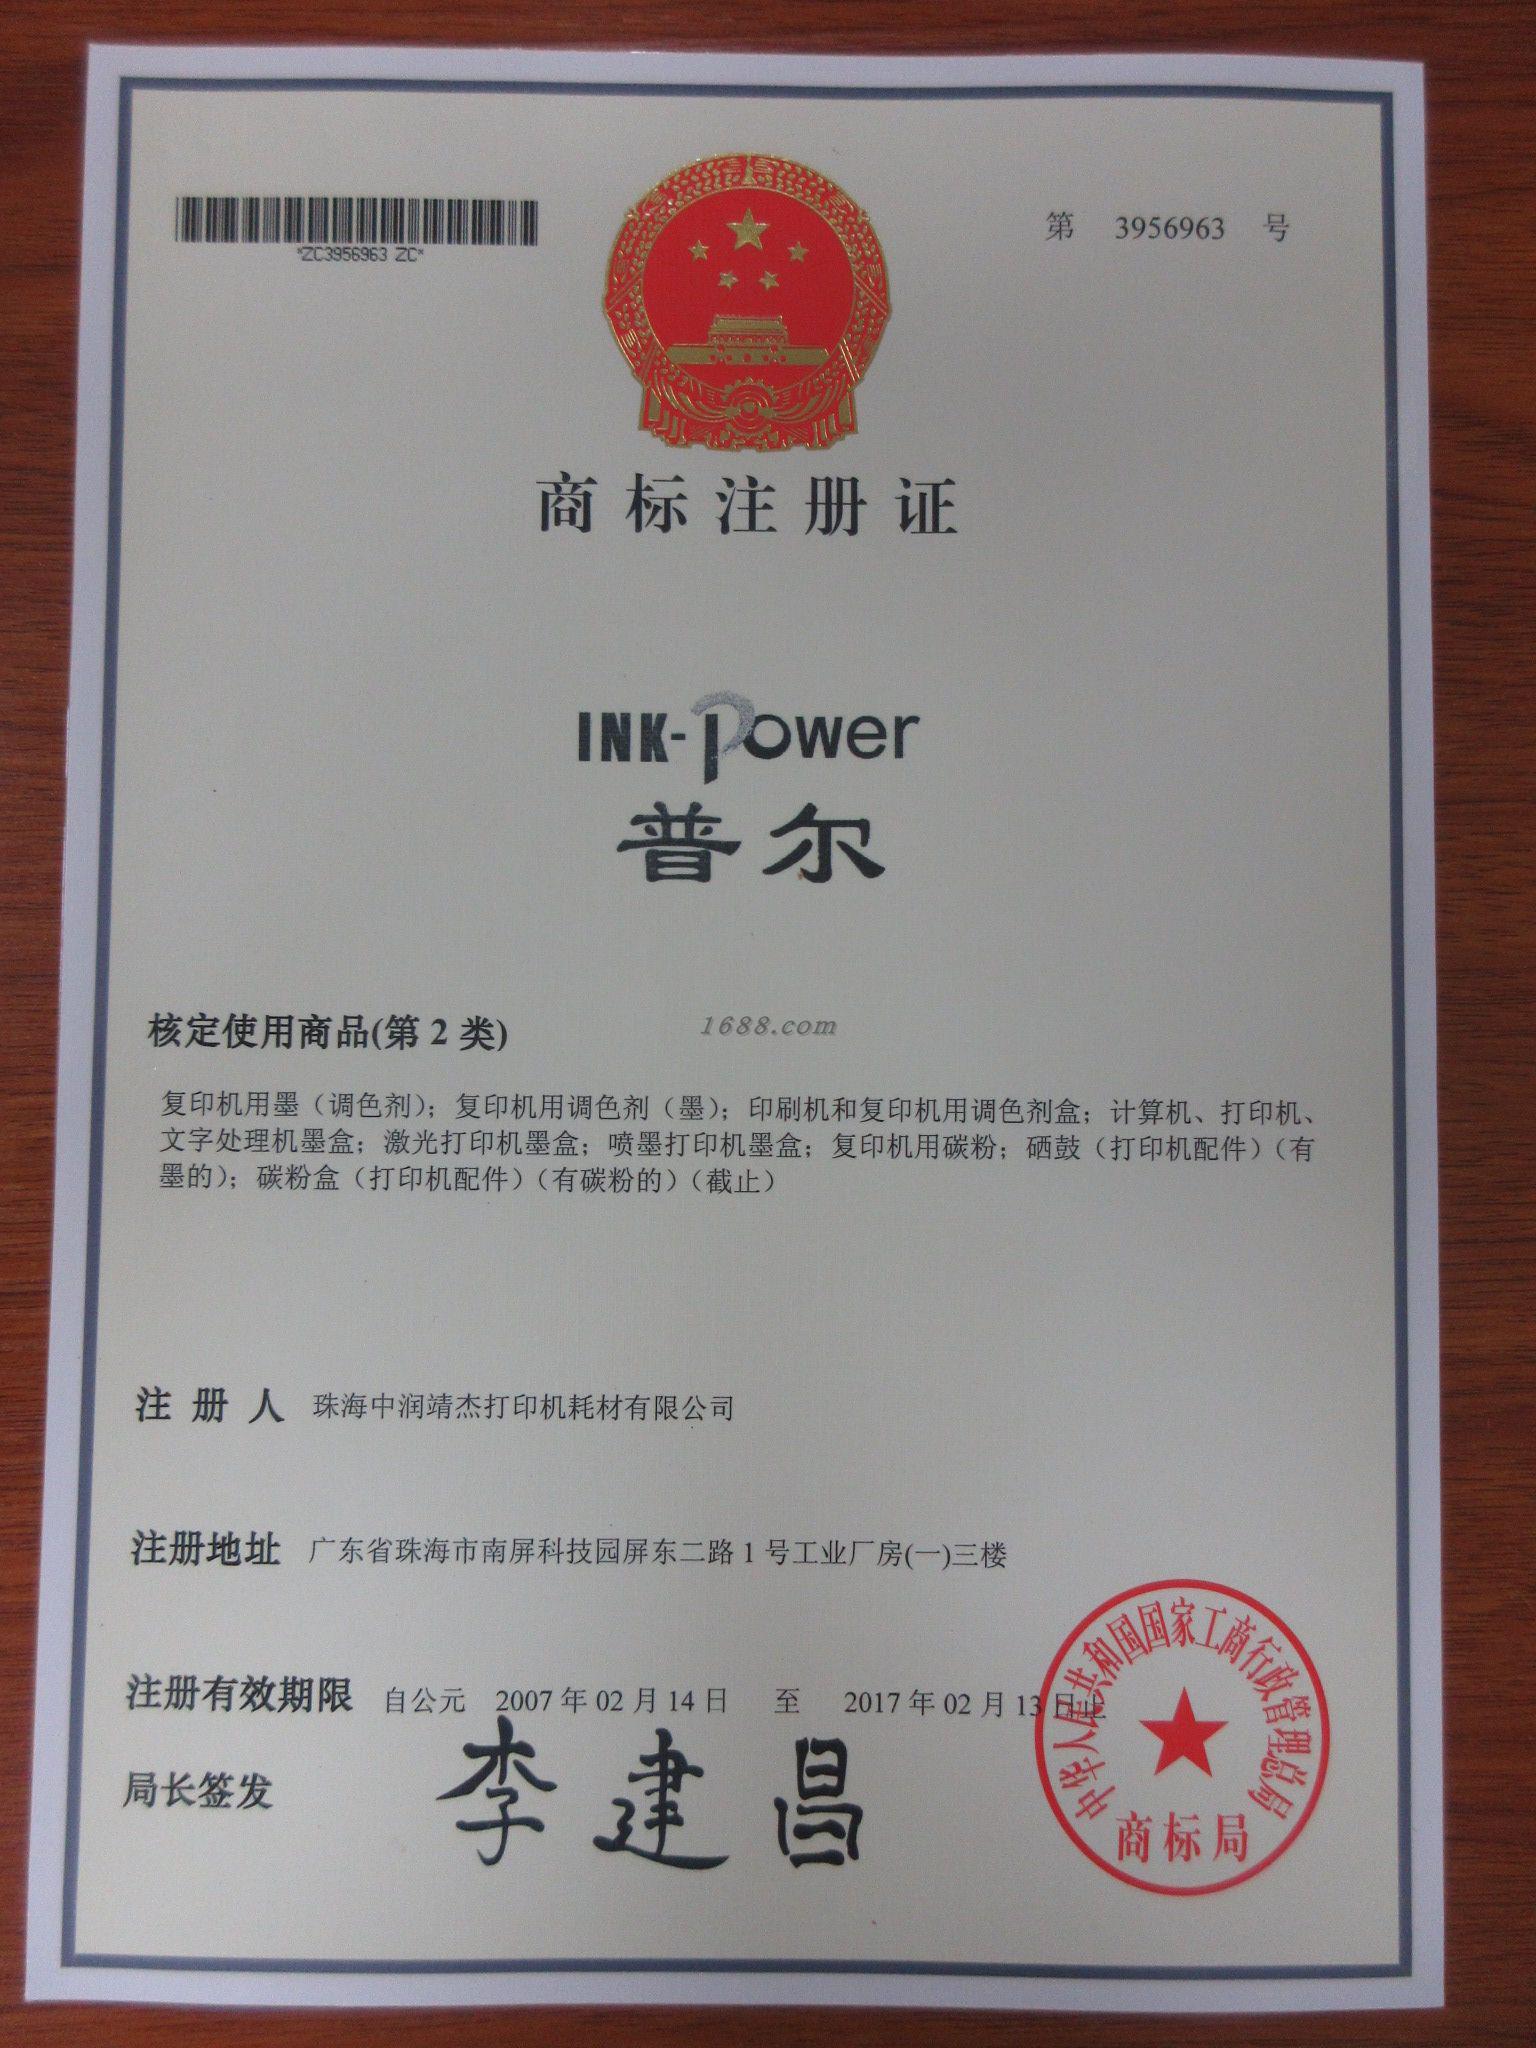 *ZC3956963 ZC*
第 3956963 号
商标注册证
INK-Power
普尔
核定使用商品(第 2 类)
1688.com
复印机用墨（调色剂）；复印机用调色剂（墨）；印刷机和复印机用调色剂盒；计算机、打印机、
文字处理机墨盒；激光打印机墨盒；喷墨打印机墨盒；复印机用碳粉；硒鼓（打印机配件）（有
墨的）；碳粉盒（打印机配件）（有碳粉的）（截止）
注 册 人 珠海中润靖杰打印机耗材有限公司
注册地址 广东省珠海市南屏科技园屏东二路 1 号工业厂房(一)三楼
注册有效期限 自公元 2007 年 02 月 14 日 至 2017 年 02 月 13 日止
局长签发 李建昌
中华人民共和国国家工商行政管理总局
商标局